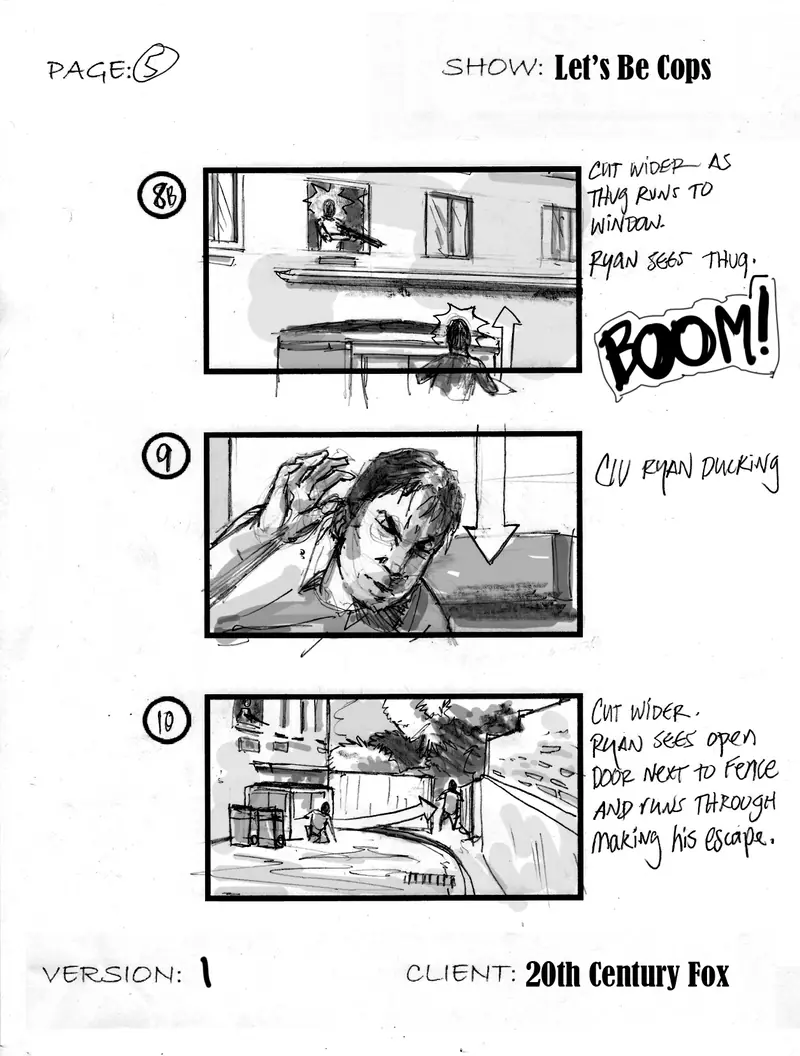 PAGE: 5
SHOW: Let's Be Cops
8B
CUT WIDER AS
THUG RUNS TO
WINDOW.
RYAN SEES THUG.
BOOM!
9
C/U RYAN DUCKING
10
CUT WIDER.
RYAN SEES open
DOOR NEXT TO FENCE
AND RUNS THROUGH
MAKING his escape.
VERSION: 1
CLIENT: 20th Century Fox